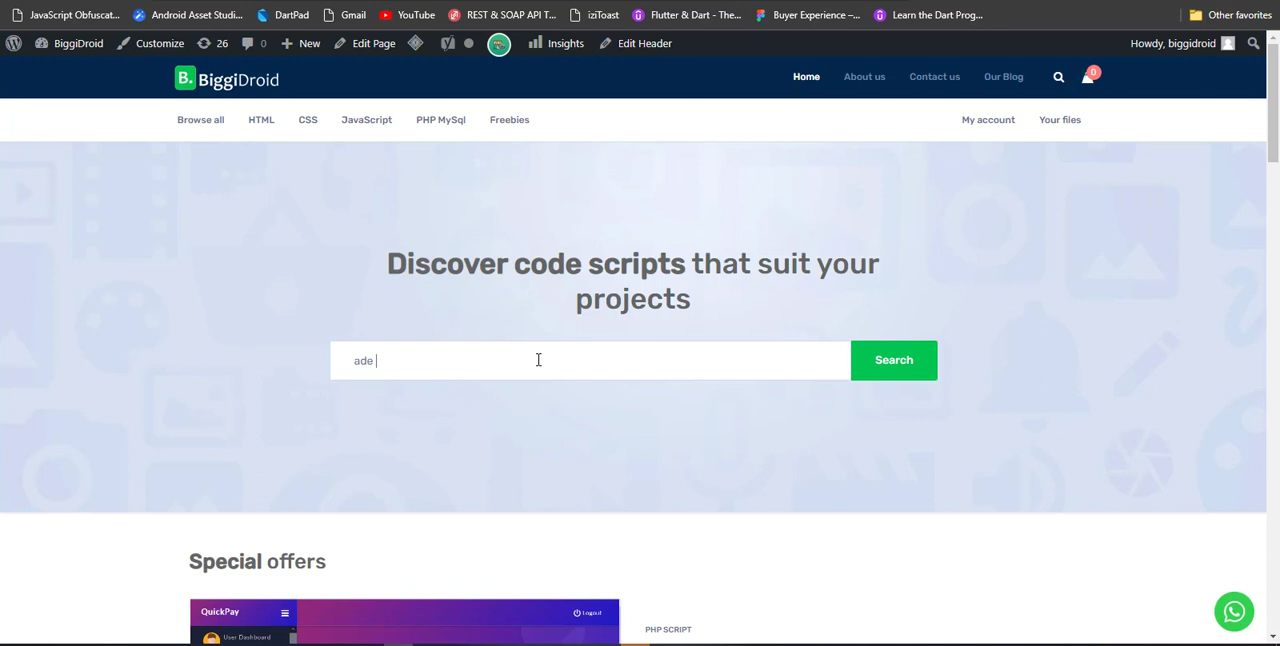 JavaScript Obfuscat... Android Asset Studi... DartPad Gmail YouTube REST & SOAP API T... iziToast Flutter & Dart - The... Buyer Experience –... Learn the Dart Prog... Other favorites
BiggiDroid Customize 26 0 New Edit Page Insights Edit Header Howdy, biggidroid
B. BiggiDroid Home About us Contact us Our Blog 0
Browse all HTML CSS JavaScript PHP MySql Freebies My account Your files
Discover code scripts that suit your
projects
ade
Search
Special offers
QuickPay Logout
User Dashboard
PHP SCRIPT